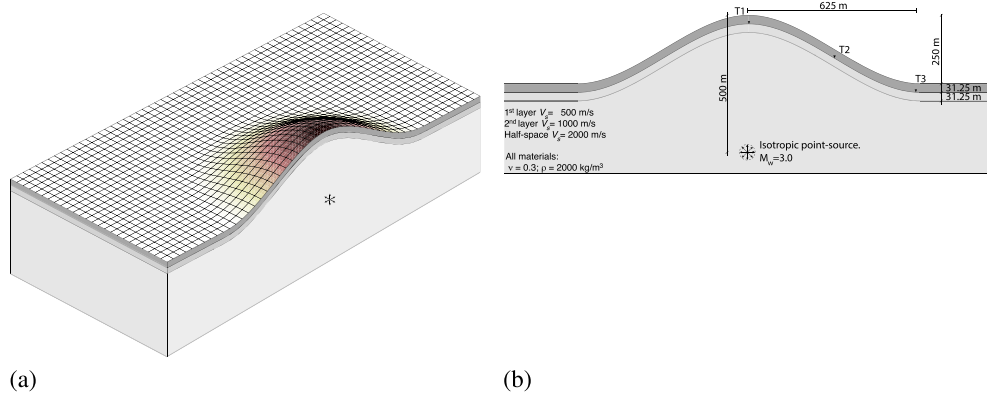 T1
625 m
T2
T3
500 m
250 m
31.25 m
31.25 m
1st layer Vs= 500 m/s
2nd layer Vs= 1000 m/s
Half-space Vs= 2000 m/s
All materials:
ν = 0.3; ρ = 2000 kg/m³
Isotropic point-source.
Mw=3.0
(a)
(b)